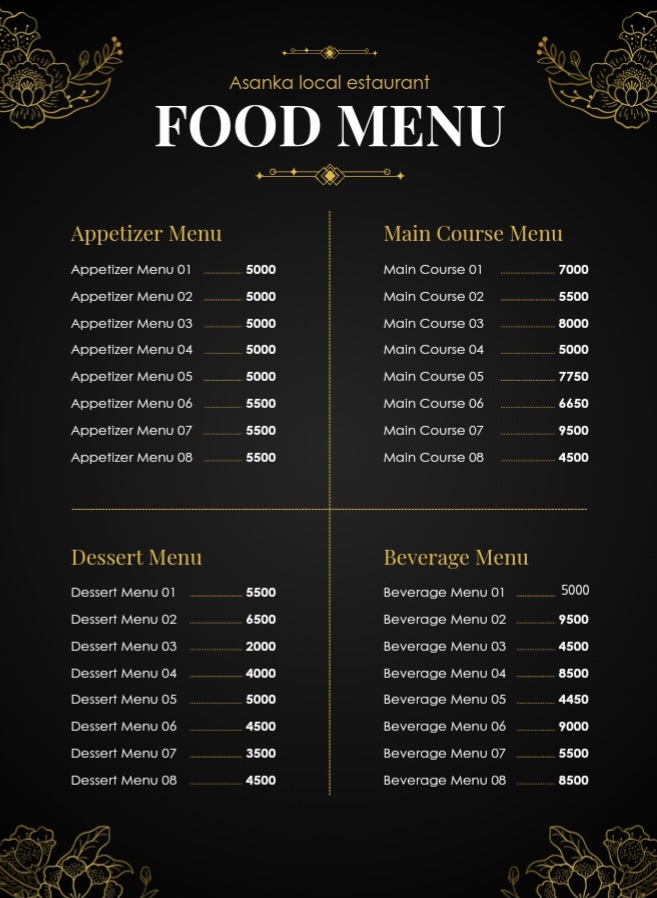 Asanka local estaurant
FOOD MENU
Appetizer Menu
Appetizer Menu 01 5000
Appetizer Menu 02 5000
Appetizer Menu 03 5000
Appetizer Menu 04 5000
Appetizer Menu 05 5000
Appetizer Menu 06 5500
Appetizer Menu 07 5500
Appetizer Menu 08 5500
Main Course Menu
Main Course 01 7000
Main Course 02 5500
Main Course 03 8000
Main Course 04 5000
Main Course 05 7750
Main Course 06 6650
Main Course 07 9500
Main Course 08 4500
Dessert Menu
Dessert Menu 01 5500
Dessert Menu 02 6500
Dessert Menu 03 2000
Dessert Menu 04 4000
Dessert Menu 05 5000
Dessert Menu 06 4500
Dessert Menu 07 3500
Dessert Menu 08 4500
Beverage Menu
Beverage Menu 01 5000
Beverage Menu 02 9500
Beverage Menu 03 4500
Beverage Menu 04 8500
Beverage Menu 05 4450
Beverage Menu 06 9000
Beverage Menu 07 5500
Beverage Menu 08 8500